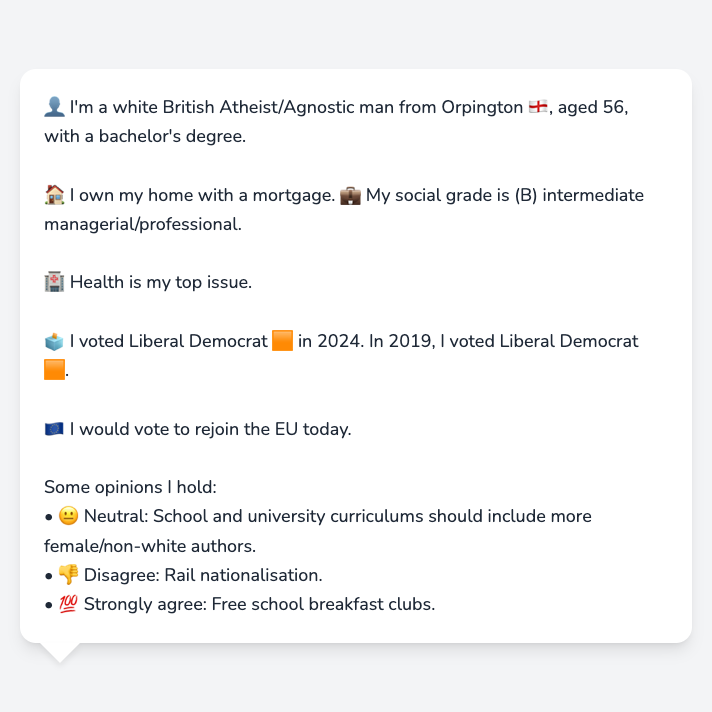 👤 I'm a white British Atheist/Agnostic man from Orpington 🏴󠁧󠁢󠁥󠁮󠁧󠁿, aged 56,
with a bachelor's degree.
🏠 I own my home with a mortgage. 💼 My social grade is (B) intermediate
managerial/professional.
🏥 Health is my top issue.
🗳️ I voted Liberal Democrat 🟧 in 2024. In 2019, I voted Liberal Democrat
🟧.
🇪🇺 I would vote to rejoin the EU today.
Some opinions I hold:
• 😐 Neutral: School and university curriculums should include more
female/non-white authors.
• 👎 Disagree: Rail nationalisation.
• 💯 Strongly agree: Free school breakfast clubs.